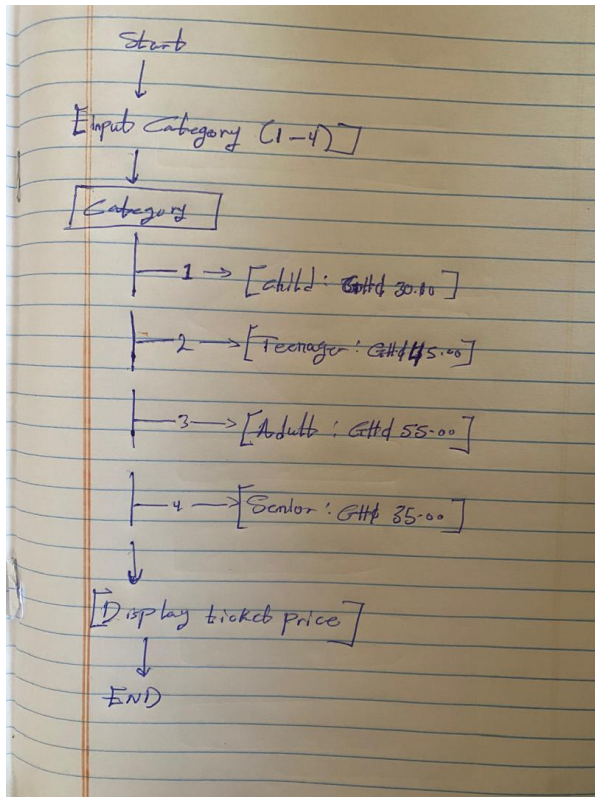 Start
[Input Category (1-4)]
Category
1 → [Child: GH₵ 30.00]
2 → [Teenager: GH₵ 45.00]
3 → [Adult: GH₵ 55.00]
4 → [Senior: GH₵ 35.00]
[Display ticket price]
END